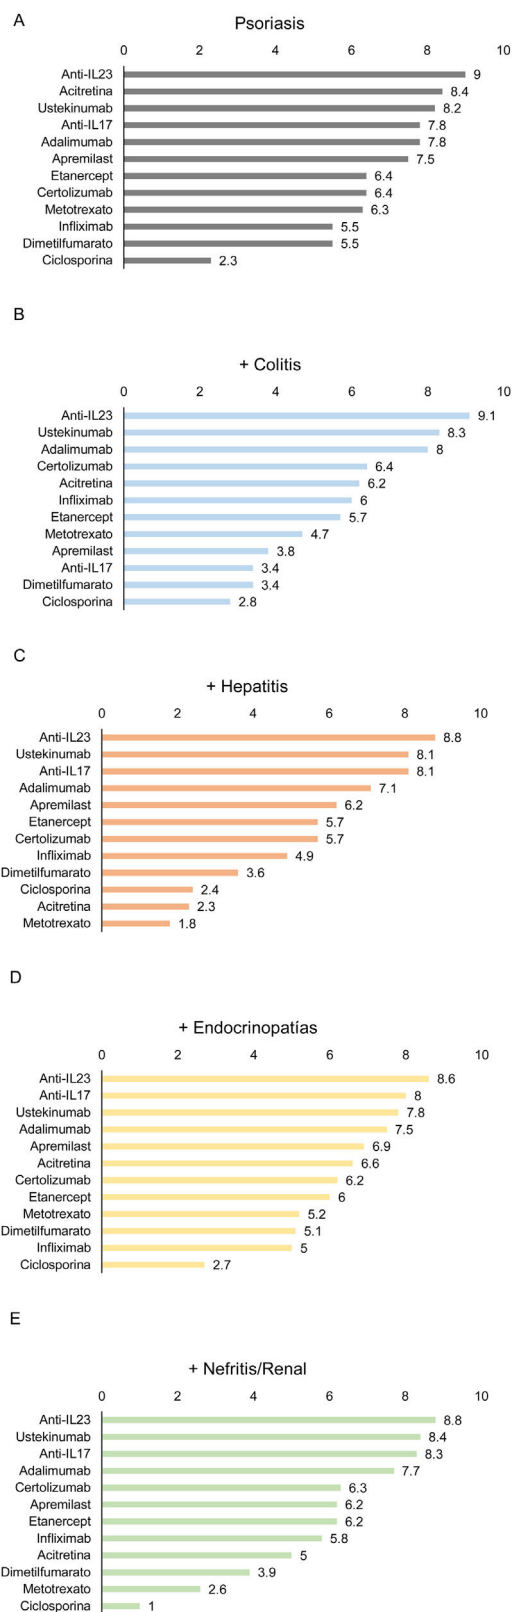 A
Psoriasis
0 2 4 6 8 10
Anti-IL23 9
Acitretina 8.4
Ustekinumab 8.2
Anti-IL17 7.8
Adalimumab 7.8
Apremilast 7.5
Etanercept 6.4
Certolizumab 6.4
Metotrexato 6.3
Infliximab 5.5
Dimetilfumarato 5.5
Ciclosporina 2.3
B
+ Colitis
0 2 4 6 8 10
Anti-IL23 9.1
Ustekinumab 8.3
Adalimumab 8
Certolizumab 6.4
Acitretina 6.2
Infliximab 6
Etanercept 5.7
Metotrexato 4.7
Apremilast 3.8
Anti-IL17 3.4
Dimetilfumarato 3.4
Ciclosporina 2.8
C
+ Hepatitis
0 2 4 6 8 10
Anti-IL23 8.8
Ustekinumab 8.1
Anti-IL17 8.1
Adalimumab 7.1
Apremilast 6.2
Etanercept 5.7
Certolizumab 5.7
Infliximab 4.9
Dimetilfumarato 3.6
Ciclosporina 2.4
Acitretina 2.3
Metotrexato 1.8
D
+ Endocrinopatías
0 2 4 6 8 10
Anti-IL23 8.6
Anti-IL17 8
Ustekinumab 7.8
Adalimumab 7.5
Apremilast 6.9
Acitretina 6.6
Certolizumab 6.2
Etanercept 6
Metotrexato 5.2
Dimetilfumarato 5.1
Infliximab 5
Ciclosporina 2.7
E
+ Nefritis/Renal
0 2 4 6 8 10
Anti-IL23 8.8
Ustekinumab 8.4
Anti-IL17 8.3
Adalimumab 7.7
Certolizumab 6.3
Apremilast 6.2
Etanercept 6.2
Infliximab 5.8
Acitretina 5
Dimetilfumarato 3.9
Metotrexato 2.6
Ciclosporina 1